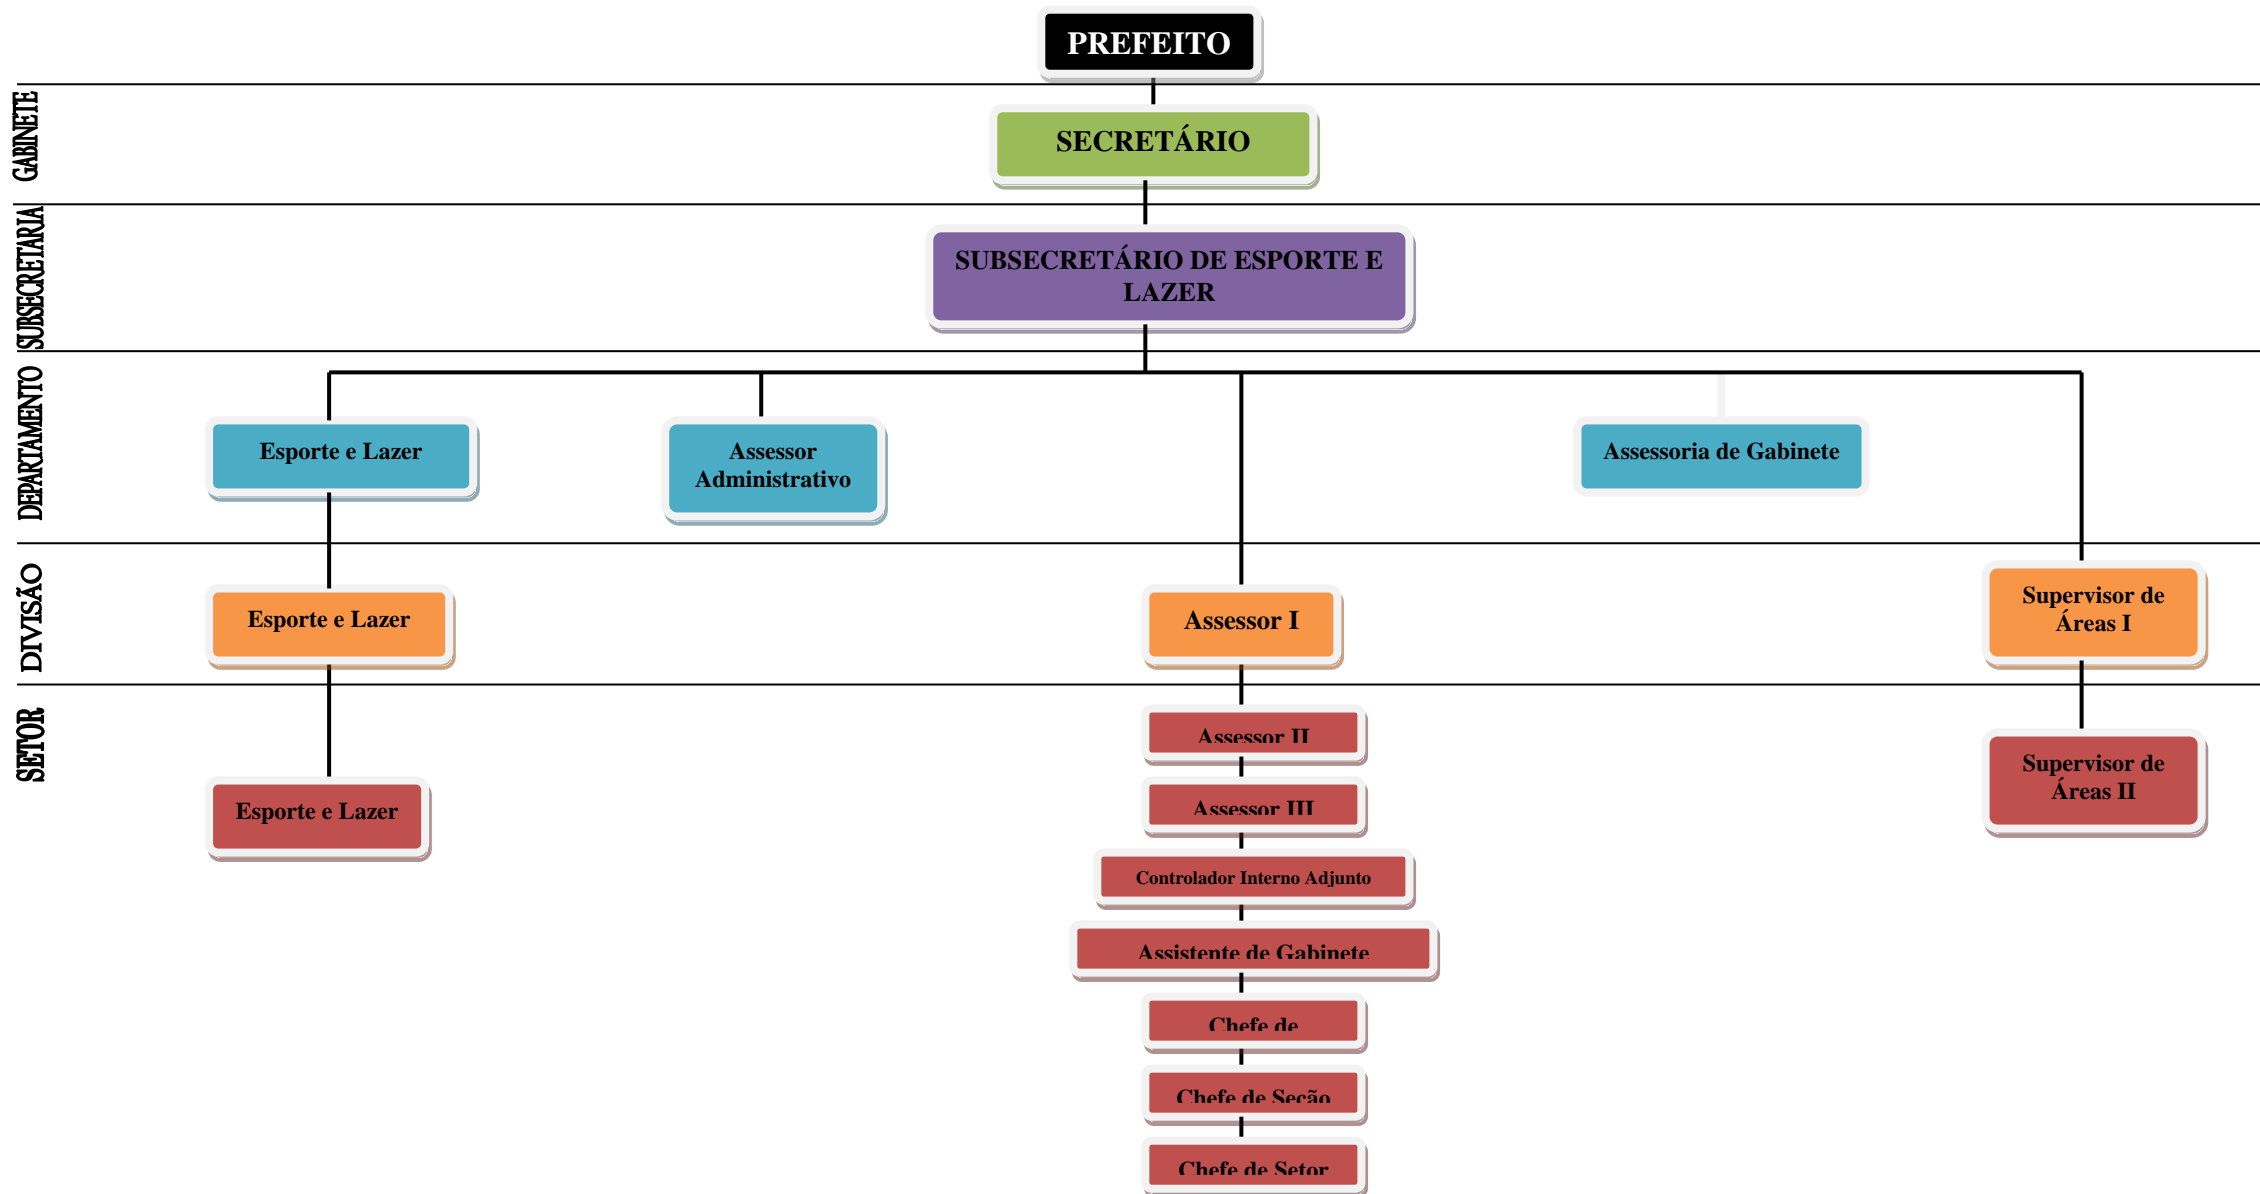 PREFEITO
GABINETE
SECRETÁRIO
SUBSECRETARIA
SUBSECRETÁRIO DE ESPORTE E
LAZER
DEPARTAMENTO
Esporte e Lazer
Assessor
Administrativo
Assessoria de Gabinete
DIVISÃO
Esporte e Lazer
Assessor I
Supervisor de
Áreas I
SETOR
Assessor II
Supervisor de
Áreas II
Esporte e Lazer
Assessor III
Controlador Interno Adjunto
Assistente de Gabinete
Chefe de
Chefe de Seção
Chefe de Setor